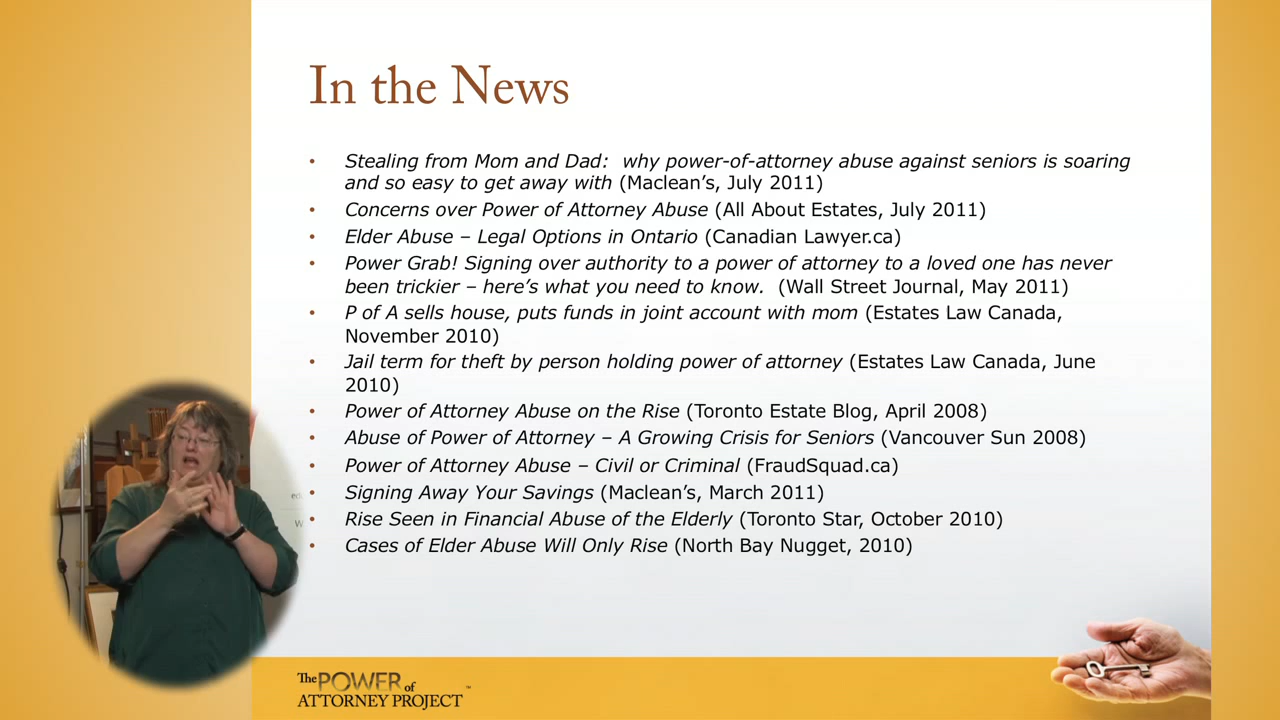 In the News
• Stealing from Mom and Dad:  why power-of-attorney abuse against seniors is soaring
and so easy to get away with (Maclean’s, July 2011)
• Concerns over Power of Attorney Abuse (All About Estates, July 2011)
• Elder Abuse – Legal Options in Ontario (Canadian Lawyer.ca)
• Power Grab! Signing over authority to a power of attorney to a loved one has never
been trickier – here’s what you need to know.  (Wall Street Journal, May 2011)
• P of A sells house, puts funds in joint account with mom (Estates Law Canada,
November 2010)
• Jail term for theft by person holding power of attorney (Estates Law Canada, June
2010)
• Power of Attorney Abuse on the Rise (Toronto Estate Blog, April 2008)
• Abuse of Power of Attorney – A Growing Crisis for Seniors (Vancouver Sun 2008)
• Power of Attorney Abuse – Civil or Criminal (FraudSquad.ca)
• Signing Away Your Savings (Maclean’s, March 2011)
• Rise Seen in Financial Abuse of the Elderly (Toronto Star, October 2010)
• Cases of Elder Abuse Will Only Rise (North Bay Nugget, 2010)
The POWER of
ATTORNEY PROJECT ™